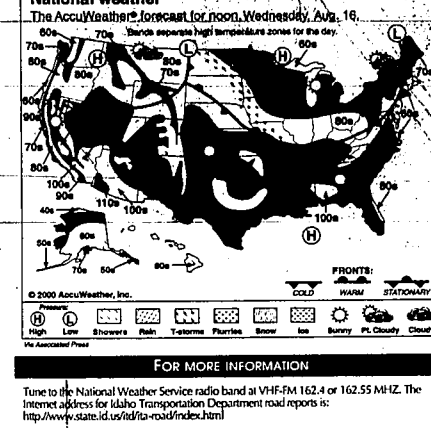 National weather
The AccuWeather® forecast for noon, Wednesday, Aug. 16.
Bands separate high temperature zones for the day.
60s
70s
80s
70s
H
80s
70s
L
H
60s
L
70s
80s
60s
90s
70s
80s
100s
90s
110s
100s
100s
80s
H
40s
50s
60s
70s
50s
80s
FRONTS:
COLD WARM STATIONARY
© 2000 AccuWeather, Inc.
Pressure:
H L
High Low Showers Rain T-storms Flurries Snow Ice Sunny Pt. Cloudy Cloudy
Via Associated Press
FOR MORE INFORMATION
Tune to the National Weather Service radio band at VHF-FM 162.4 or 162.55 MHZ. The
Internet address for Idaho Transportation Department road reports is:
http://www.state.id.us/itd/ita-road/index.html